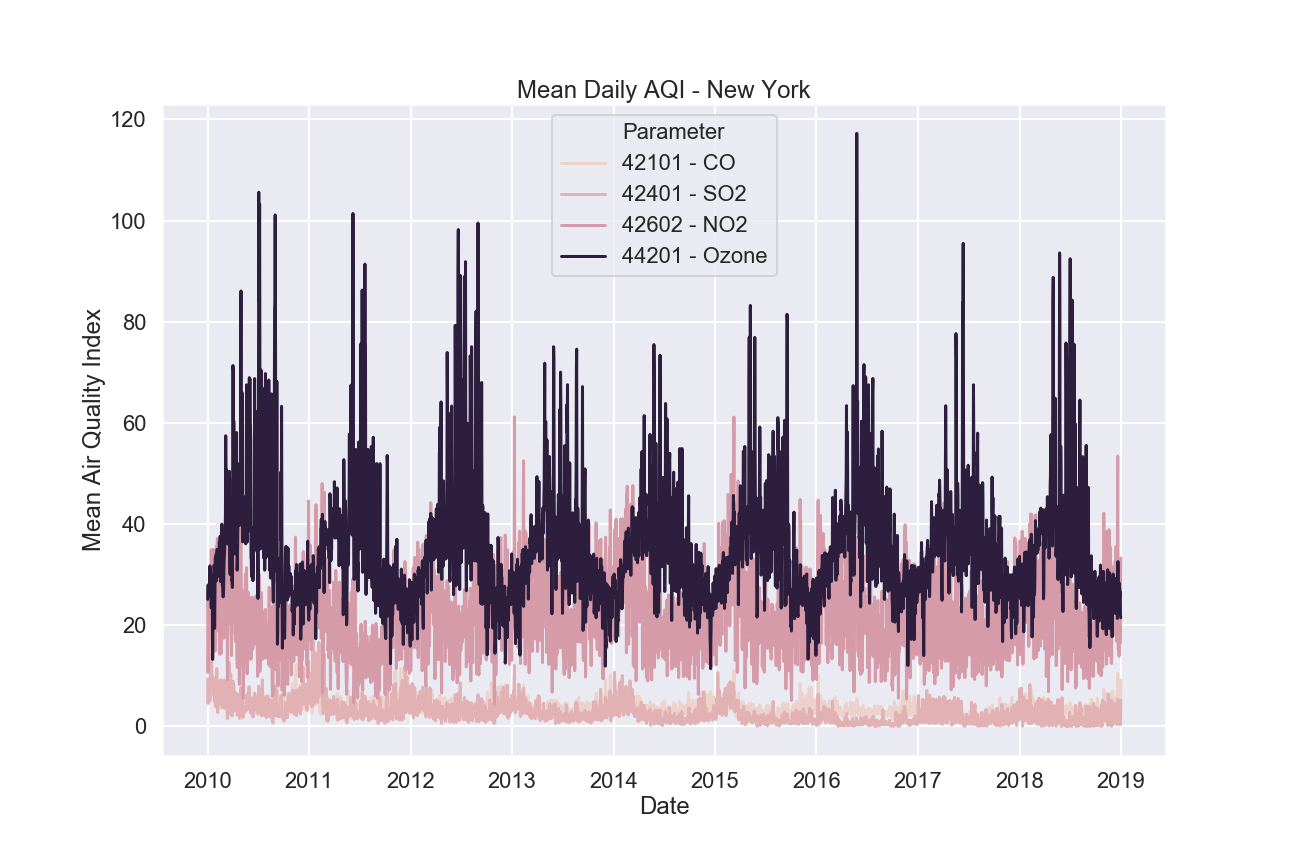 Mean Daily AQI - New York
Parameter
42101 - CO
42401 - SO2
42602 - NO2
44201 - Ozone
Mean Air Quality Index
120
100
80
60
40
20
0
2010 2011 2012 2013 2014 2015 2016 2017 2018 2019
Date